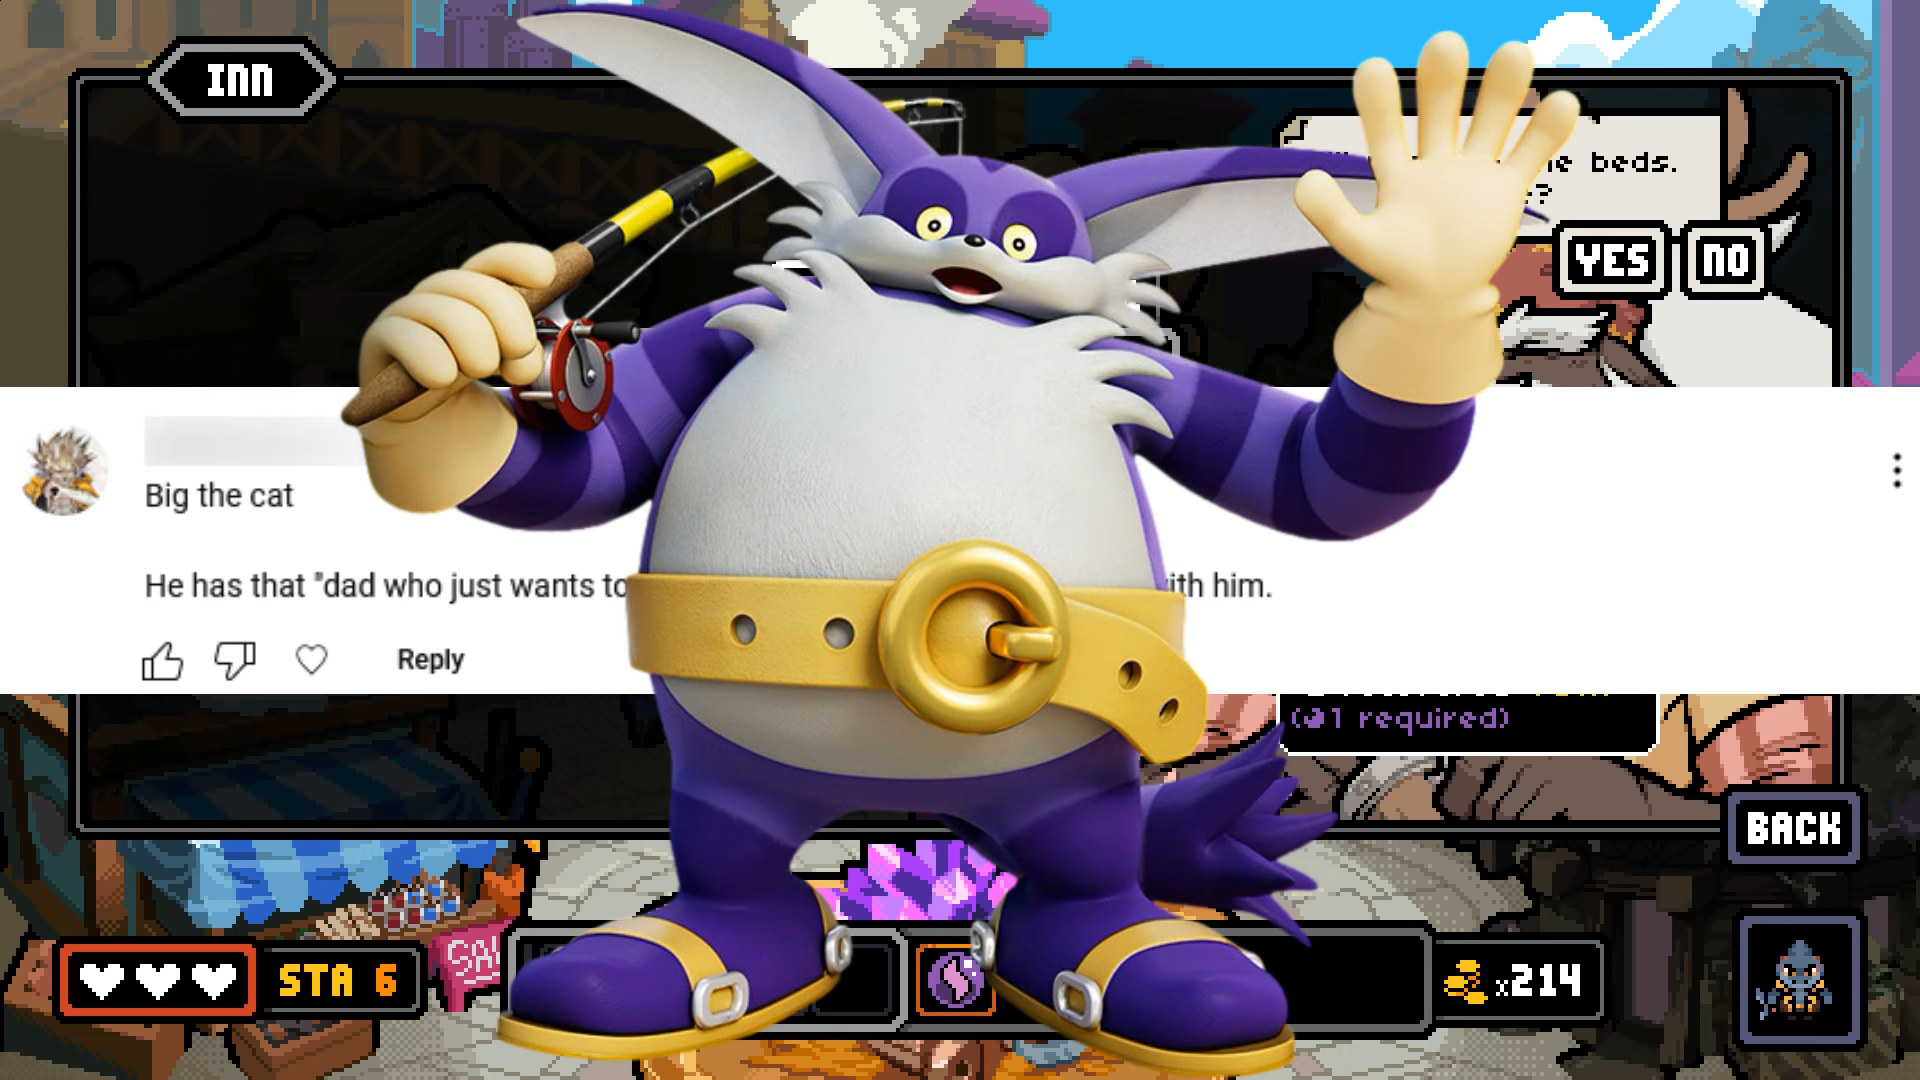 INN
beds.
?
YES NO
Big the cat
He has that "dad who just wants to
with him.
Reply
(1 required)
BACK
STA 6
x214